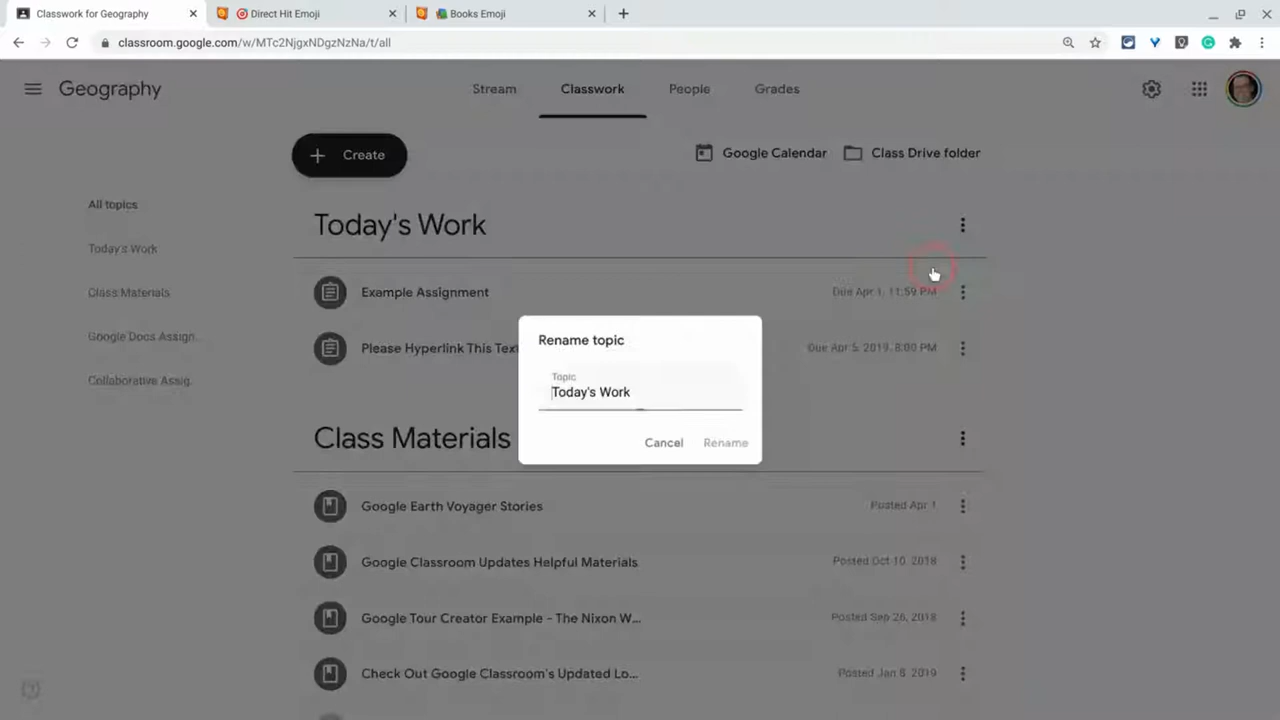 Classwork for Geography
Direct Hit Emoji
Books Emoji
classroom.google.com/w/MTc2NjgxNDgzNzNa/t/all
Geography
Stream
Classwork
People
Grades
Create
Google Calendar
Class Drive folder
All topics
Today's Work
Class Materials
Google Docs Assign...
Collaborative Assig...
Today's Work
Example Assignment
Due Apr 1, 11:59 PM
Please Hyperlink This Text
Due Apr 5, 2019, 8:00 PM
Rename topic
Topic
Today's Work
Cancel
Rename
Class Materials
Google Earth Voyager Stories
Posted Apr 1
Google Classroom Updates Helpful Materials
Posted Oct 10, 2018
Google Tour Creator Example - The Nixon W...
Posted Sep 26, 2018
Check Out Google Classroom's Updated Lo...
Posted Jan 8, 2019